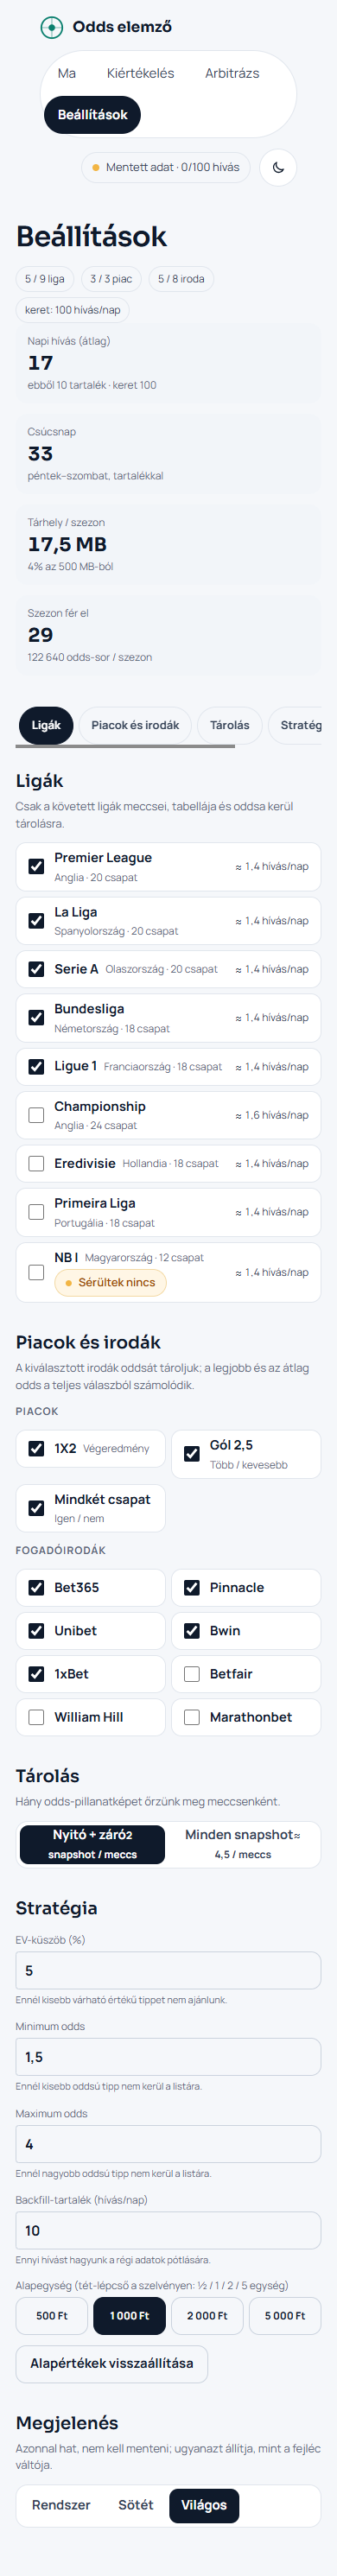 Odds elemző
Ma Kiértékelés Arbitrázs
Beállítások
Mentett adat · 0/100 hívás
Beállítások
5 / 9 liga 3 / 3 piac 5 / 8 iroda
keret: 100 hívás/nap
Napi hívás (átlag)
17
ebből 10 tartalék · keret 100
Csúcsnap
33
péntek–szombat, tartalékkal
Tárhely / szezon
17,5 MB
4% az 500 MB-ból
Szezon fér el
29
122 640 odds-sor / szezon
Ligák Piacok és irodák Tárolás Stratég
Ligák
Csak a követett ligák meccsei, tabellája és oddsa kerül
tárolásra.
Premier League
Anglia · 20 csapat
≈ 1,4 hívás/nap
La Liga
Spanyolország · 20 csapat
≈ 1,4 hívás/nap
Serie A Olaszország · 20 csapat ≈ 1,4 hívás/nap
Bundesliga
Németország · 18 csapat
≈ 1,4 hívás/nap
Ligue 1 Franciaország · 18 csapat ≈ 1,4 hívás/nap
Championship
Anglia · 24 csapat
≈ 1,6 hívás/nap
Eredivisie Hollandia · 18 csapat ≈ 1,4 hívás/nap
Primeira Liga
Portugália · 18 csapat
≈ 1,4 hívás/nap
NB I Magyarország · 12 csapat
Sérültek nincs
≈ 1,4 hívás/nap
Piacok és irodák
A kiválasztott irodák oddsát tároljuk; a legjobb és az átlag
odds a teljes válaszból számolódik.
PIACOK
1X2 Végeredmény
Gól 2,5
Több / kevesebb
Mindkét csapat
Igen / nem
FOGADÓIRODÁK
Bet365 Pinnacle
Unibet Bwin
1xBet Betfair
William Hill Marathonbet
Tárolás
Hány odds-pillanatképet őrzünk meg meccsenként.
Nyitó + záró2
snapshot / meccs
Minden snapshot≈
4,5 / meccs
Stratégia
EV-küszöb (%)
5
Ennél kisebb várható értékű tippet nem ajánlunk.
Minimum odds
1,5
Ennél kisebb oddsú tipp nem kerül a listára.
Maximum odds
4
Ennél nagyobb oddsú tipp nem kerül a listára.
Backfill-tartalék (hívás/nap)
10
Ennyi hívást hagyunk a régi adatok pótlására.
Alapegység (tét-lépcső a szelvényen: ½ / 1 / 2 / 5 egység)
500 Ft 1 000 Ft 2 000 Ft 5 000 Ft
Alapértékek visszaállítása
Megjelenés
Azonnal hat, nem kell menteni; ugyanazt állítja, mint a fejléc
váltója.
Rendszer Sötét Világos